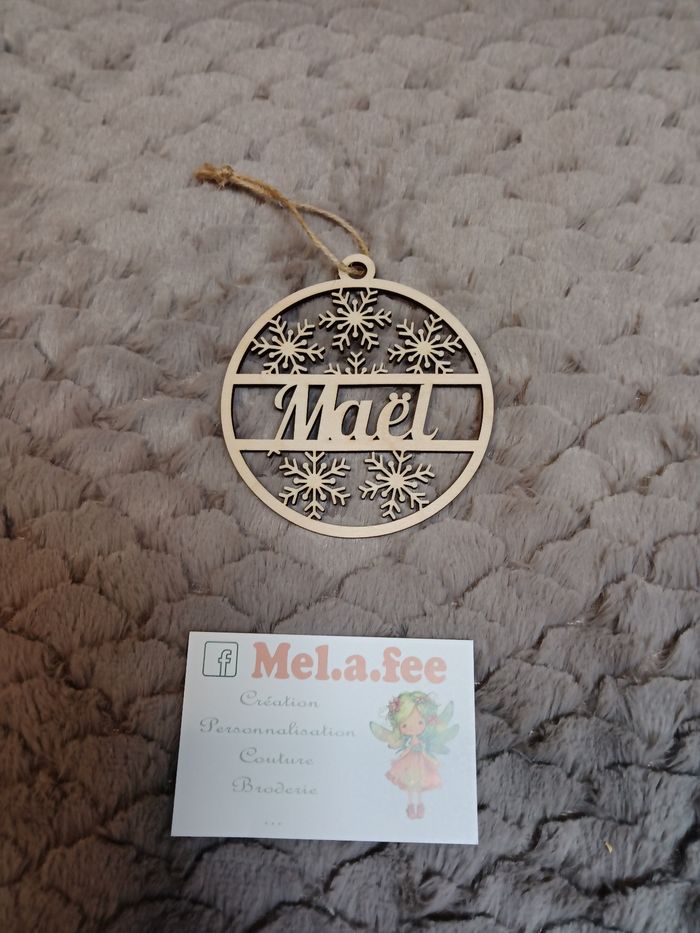 Maël
f Mel.a.fee
Création
Personnalisation
Couture
Broderie
...